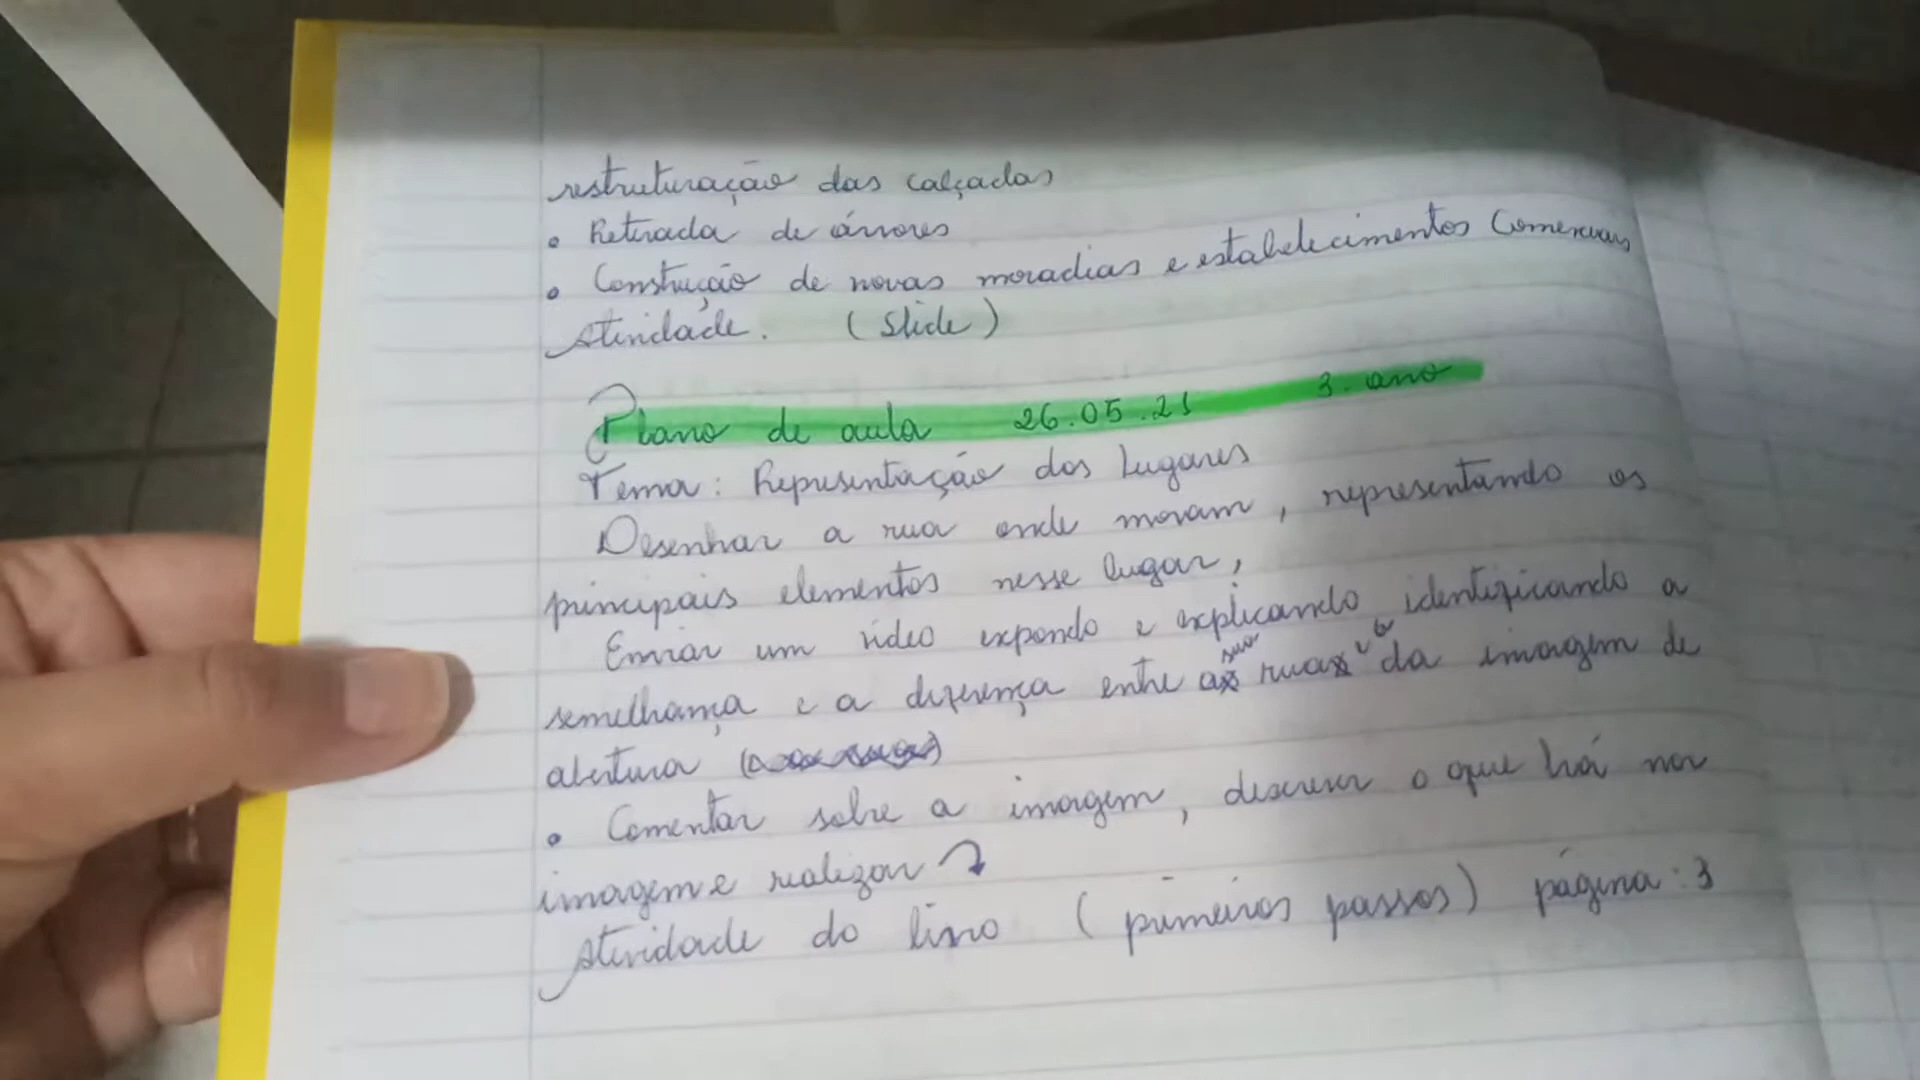 restruturação das calçadas
• Retirada de árvores
• Construção de novas moradias e estabelecimentos Comerciais
Atividade. (Slide)
Plano de aula 26.05.21 3. ano
Tema: Representação dos Lugares
Desenhar a rua onde moram, representando os
principais elementos nesse lugar,
Enviar um vídeo expondo e explicando identificando a
semelhança e a diferença entre a sua rua e a da imagem de
abertura
• Comentar sobre a imagem, descrever o que há na
imagem e realizar
Atividade do livro (primeiros passos) página: 3